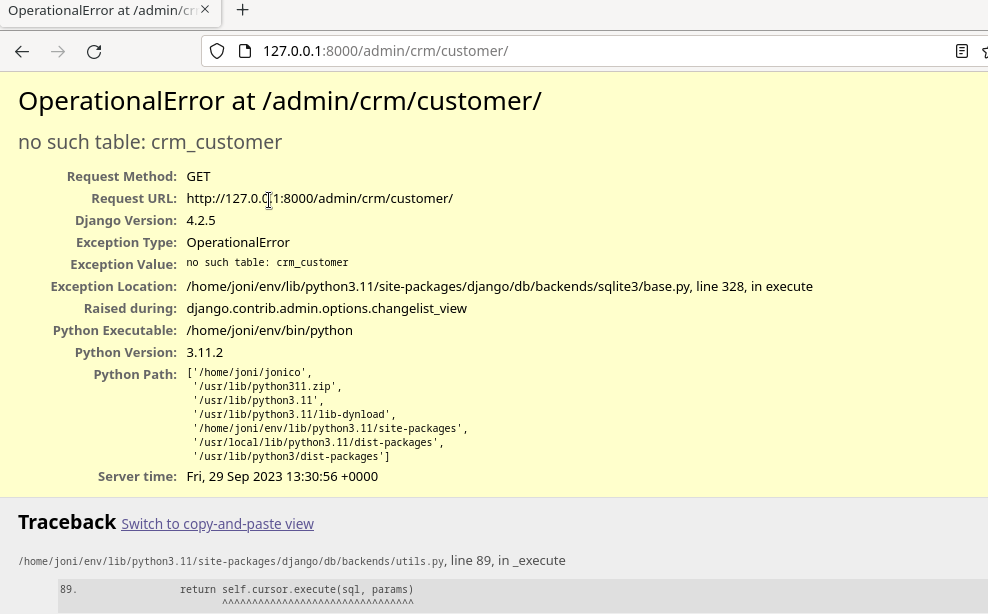 OperationalError at /admin/cr
127.0.0.1:8000/admin/crm/customer/
OperationalError at /admin/crm/customer/
no such table: crm_customer
Request Method: GET
Request URL: http://127.0.0.1:8000/admin/crm/customer/
Django Version: 4.2.5
Exception Type: OperationalError
Exception Value: no such table: crm_customer
Exception Location: /home/joni/env/lib/python3.11/site-packages/django/db/backends/sqlite3/base.py, line 328, in execute
Raised during: django.contrib.admin.options.changelist_view
Python Executable: /home/joni/env/bin/python
Python Version: 3.11.2
Python Path: ['/home/joni/jonico',
'/usr/lib/python311.zip',
'/usr/lib/python3.11',
'/usr/lib/python3.11/lib-dynload',
'/home/joni/env/lib/python3.11/site-packages',
'/usr/local/lib/python3.11/dist-packages',
'/usr/lib/python3/dist-packages']
Server time: Fri, 29 Sep 2023 13:30:56 +0000
Traceback Switch to copy-and-paste view
/home/joni/env/lib/python3.11/site-packages/django/db/backends/utils.py, line 89, in _execute
89. return self.cursor.execute(sql, params)
^^^^^^^^^^^^^^^^^^^^^^^^^^^^^^^^